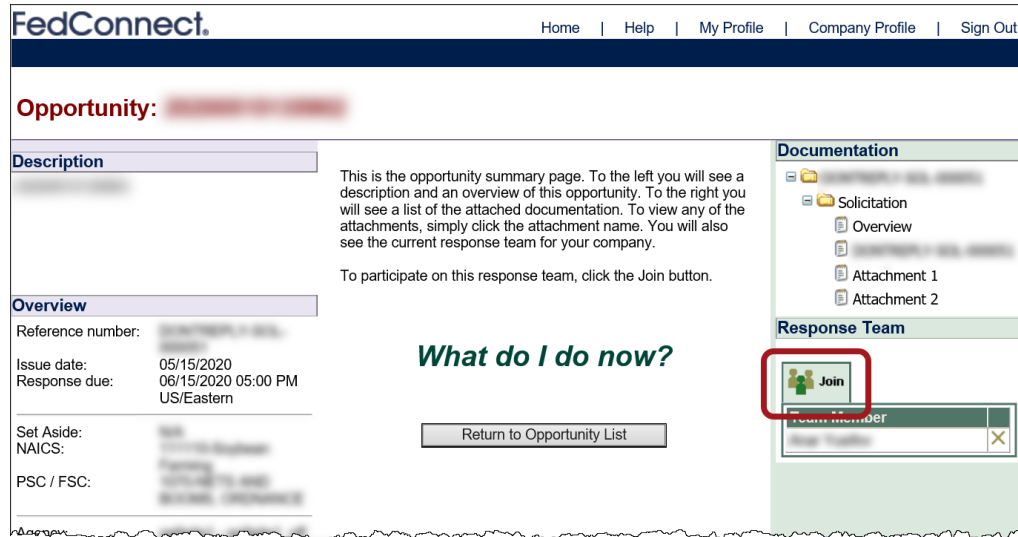 FedConnect.
Home | Help | My Profile | Company Profile | Sign Out
Opportunity:
Description
This is the opportunity summary page. To the left you will see a
description and an overview of this opportunity. To the right you
will see a list of the attached documentation. To view any of the
attachments, simply click the attachment name. You will also
see the current response team for your company.
To participate on this response team, click the Join button.
Overview
Reference number:
Issue date: 05/15/2020
Response due: 06/15/2020 05:00 PM
US/Eastern
Set Aside:
NAICS:
PSC / FSC:
What do I do now?
Return to Opportunity List
Documentation
Solicitation
Overview
Attachment 1
Attachment 2
Response Team
Join
Team Member